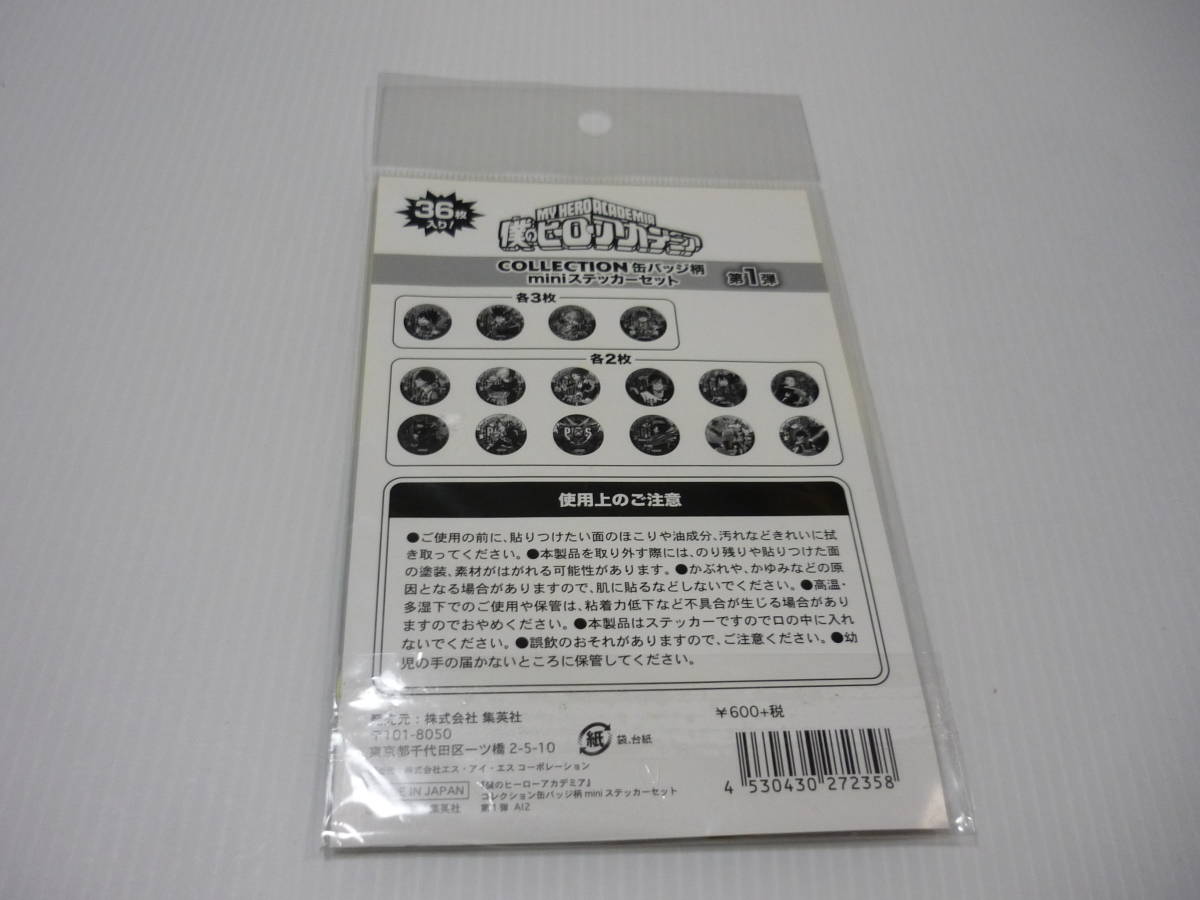 36枚
入り!
MY HERO ACADEMIA
僕のヒーローアカデミア
COLLECTION 缶バッジ柄
miniステッカーセット
第1弾
各3枚
各2枚
使用上のご注意
●ご使用の前に、貼りつけたい面のほこりや油成分、汚れなどきれいに拭
き取ってください。●本製品を取り外す際には、のり残りや貼りつけた面
の塗装、素材がはがれる可能性があります。●かぶれや、かゆみなどの原
因となる場合がありますので、肌に貼るなどしないでください。●高温・
多湿下でのご使用や保管は、粘着力低下など不具合が生じる場合があり
ますのでおやめください。●本製品はステッカーですので口の中に入れ
ないでください。●誤飲のおそれがありますので、ご注意ください。●幼
児の手の届かないところに保管してください。
¥600+税
発売元:株式会社 集英社
〒101-8050
東京都千代田区一ツ橋 2-5-10
紙 袋、台紙
株式会社エス・アイ・エス コーポレーション
IN JAPAN
集英社
『僕のヒーローアカデミア』
コレクション缶バッジ柄 mini ステッカーセット
第1弾 AI2
4 530430 272358